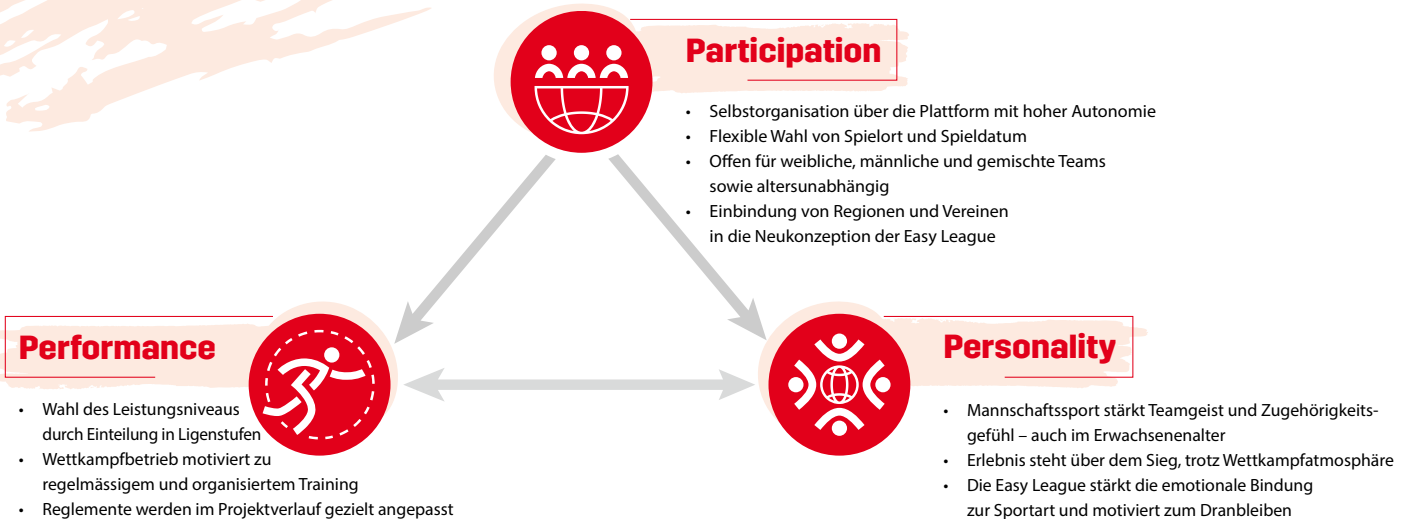 Participation
• Selbstorganisation über die Plattform mit hoher Autonomie
• Flexible Wahl von Spielort und Spieldatum
• Offen für weibliche, männliche und gemischte Teams
sowie altersunabhängig
• Einbindung von Regionen und Vereinen
in die Neukonzeption der Easy League
Performance
• Wahl des Leistungsniveaus
durch Einteilung in Ligenstufen
• Wettkampfbetrieb motiviert zu
regelmässigem und organisiertem Training
• Reglemente werden im Projektverlauf gezielt angepasst
Personality
• Mannschaftssport stärkt Teamgeist und Zugehörigkeits-
gefühl – auch im Erwachsenenalter
• Erlebnis steht über dem Sieg, trotz Wettkampfatmosphäre
• Die Easy League stärkt die emotionale Bindung
zur Sportart und motiviert zum Dranbleiben